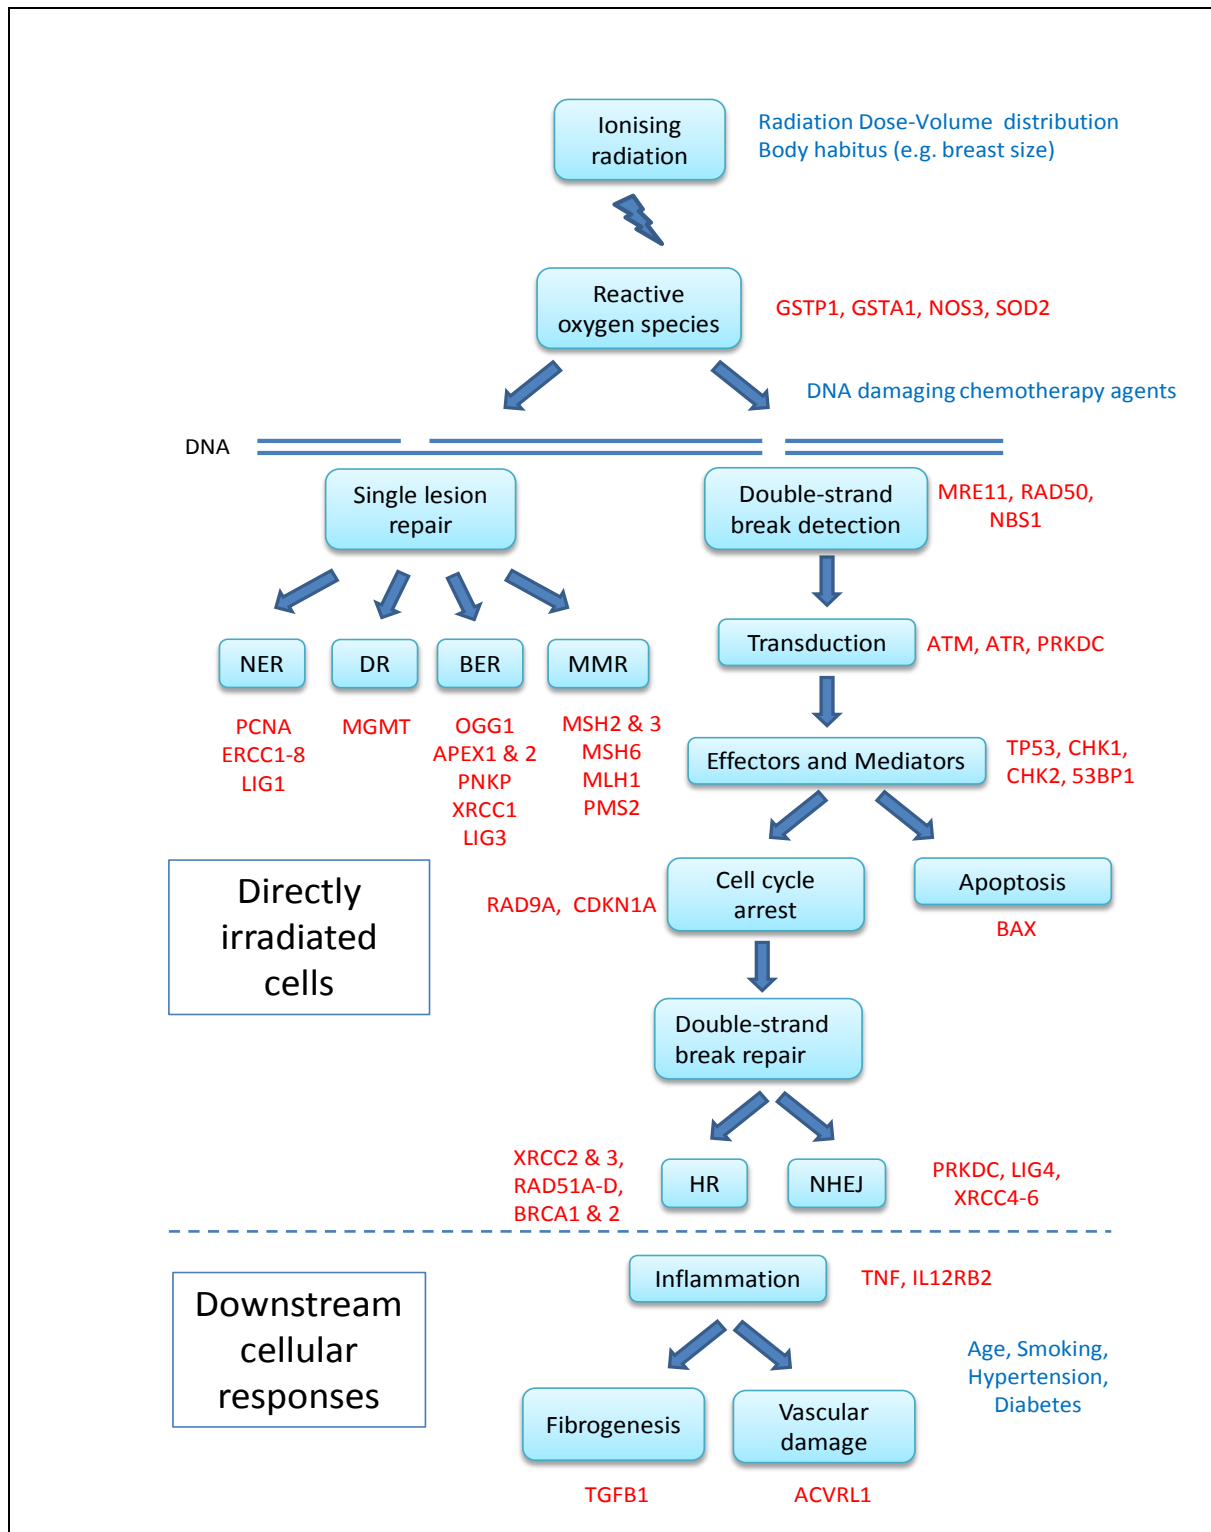 Ionising
radiation
Radiation Dose-Volume distribution
Body habitus (e.g. breast size)
Reactive
oxygen species
GSTP1, GSTA1, NOS3, SOD2
DNA damaging chemotherapy agents
DNA
Single lesion
repair
Double-strand
break detection
MRE11, RAD50,
NBS1
NER
DR
BER
MMR
Transduction
ATM, ATR, PRKDC
PCNA
ERCC1-8
LIG1
MGMT
OGG1
APEX1 & 2
PNKP
XRCC1
LIG3
MSH2 & 3
MSH6
MLH1
PMS2
Effectors and Mediators
TP53, CHK1,
CHK2, 53BP1
Directly
irradiated
cells
RAD9A, CDKN1A
Cell cycle
arrest
Apoptosis
BAX
Double-strand
break repair
XRCC2 & 3,
RAD51A-D,
BRCA1 & 2
HR
NHEJ
PRKDC, LIG4,
XRCC4-6
Downstream
cellular
responses
Inflammation
TNF, IL12RB2
Age, Smoking,
Hypertension,
Diabetes
Fibrogenesis
Vascular
damage
TGFB1
ACVRL1